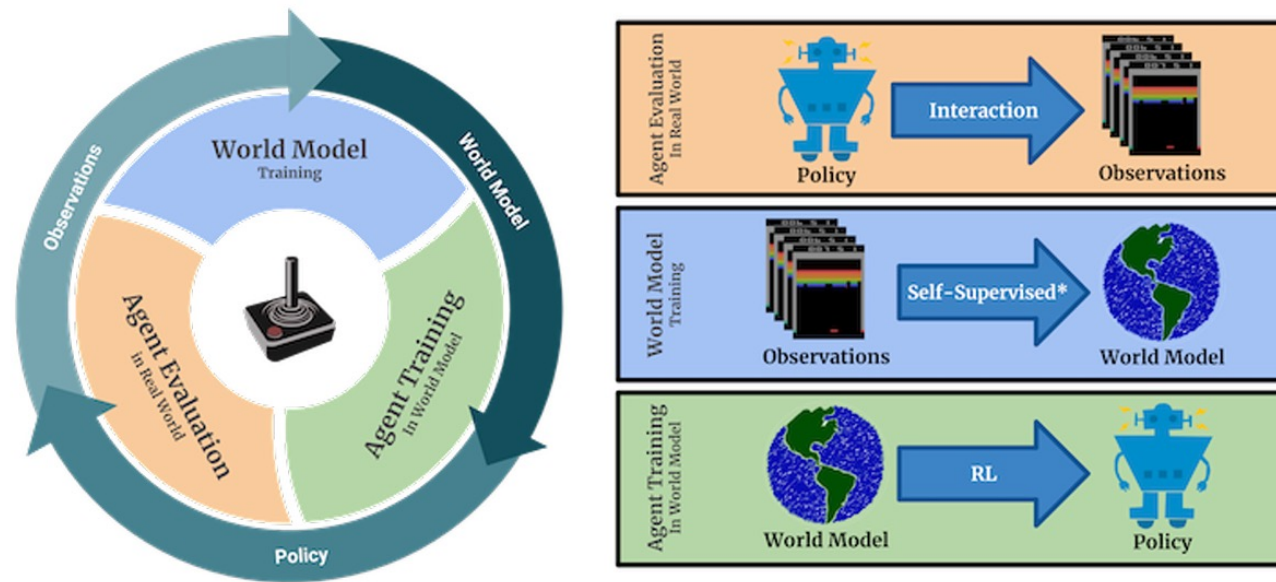 World Model
Training
Agent Training
In World Model
Agent Evaluation
in Real World
Observations
World Model
Policy
Agent Evaluation
In Real World
Policy
Interaction
Observations
World Model
Training
Observations
Self-Supervised*
World Model
Agent Training
In World Model
World Model
RL
Policy